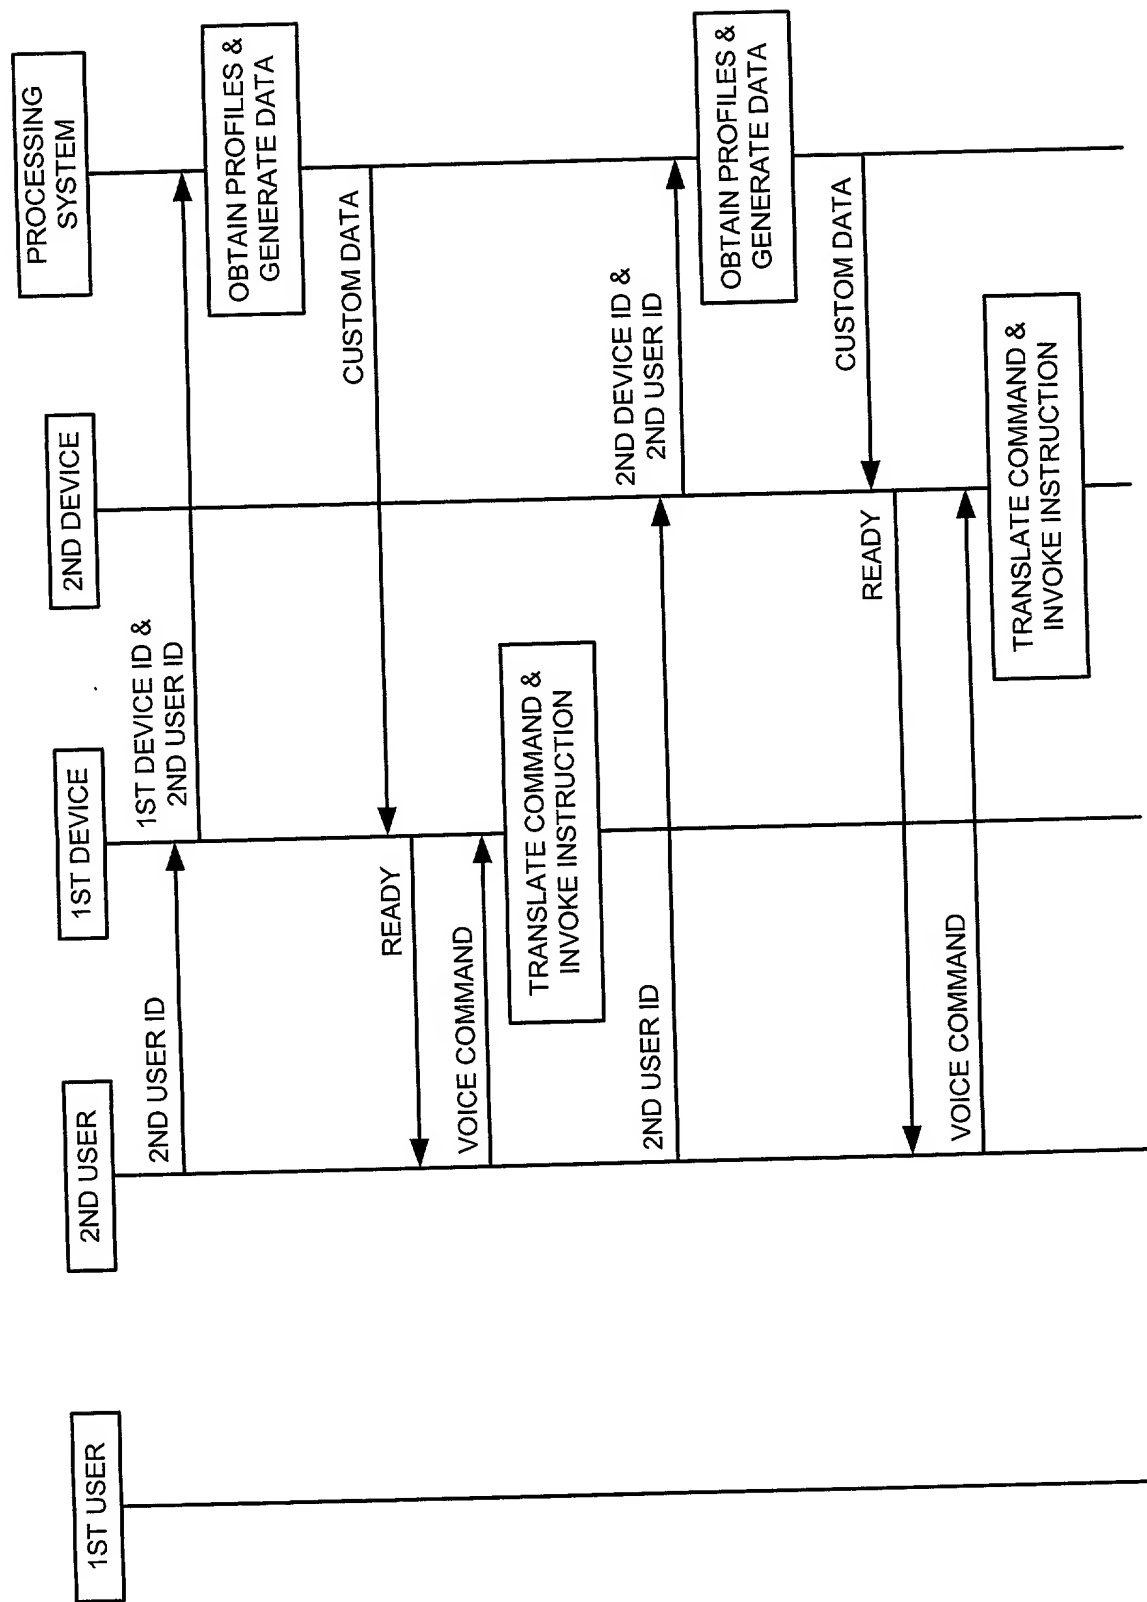 1ST USER
2ND USER
1ST DEVICE
2ND DEVICE
PROCESSING
SYSTEM
2ND USER ID
1ST DEVICE ID &
2ND USER ID
OBTAIN PROFILES &
GENERATE DATA
CUSTOM DATA
READY
VOICE COMMAND
TRANSLATE COMMAND &
INVOKE INSTRUCTION
2ND USER ID
2ND DEVICE ID &
2ND USER ID
OBTAIN PROFILES &
GENERATE DATA
CUSTOM DATA
READY
VOICE COMMAND
TRANSLATE COMMAND &
INVOKE INSTRUCTION